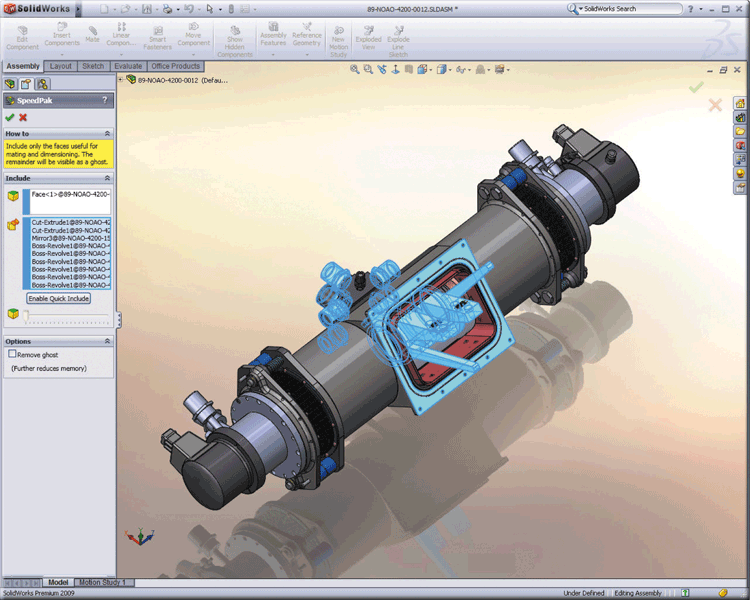 SolidWorks
89-NOAO-4200-0012.SLDASM *
SolidWorks Search
Edit Component
Insert Components
Mate
Linear Compon...
Smart Fasteners
Move Component
Show Hidden Components
Assembly Features
Reference Geometry
New Motion Study
Exploded View
Explode Line Sketch
Assembly
Layout
Sketch
Evaluate
Office Products
89-NOAO-4200-0012 (Defau...
SpeedPak
?
How to
Include only the faces useful for
mating and dimensioning. The
remainder will be visible as a ghost.
Include
Face<1>@89-NOAO-4200-
Cut-Extrude1@89-NOAO-42
Cut-Extrude1@89-NOAO-42
Mirror3@89-NOAO-4200-15
Boss-Revolve1@89-NOAO-4
Boss-Revolve1@89-NOAO-4
Boss-Revolve1@89-NOAO-4
Boss-Revolve1@89-NOAO-4
Boss-Revolve1@89-NOAO-4
Boss-Revolve1@89-NOAO-4
Enable Quick Include
Options
Remove ghost
(Further reduces memory)
Model
Motion Study 1
SolidWorks Premium 2009
Under Defined
Editing Assembly